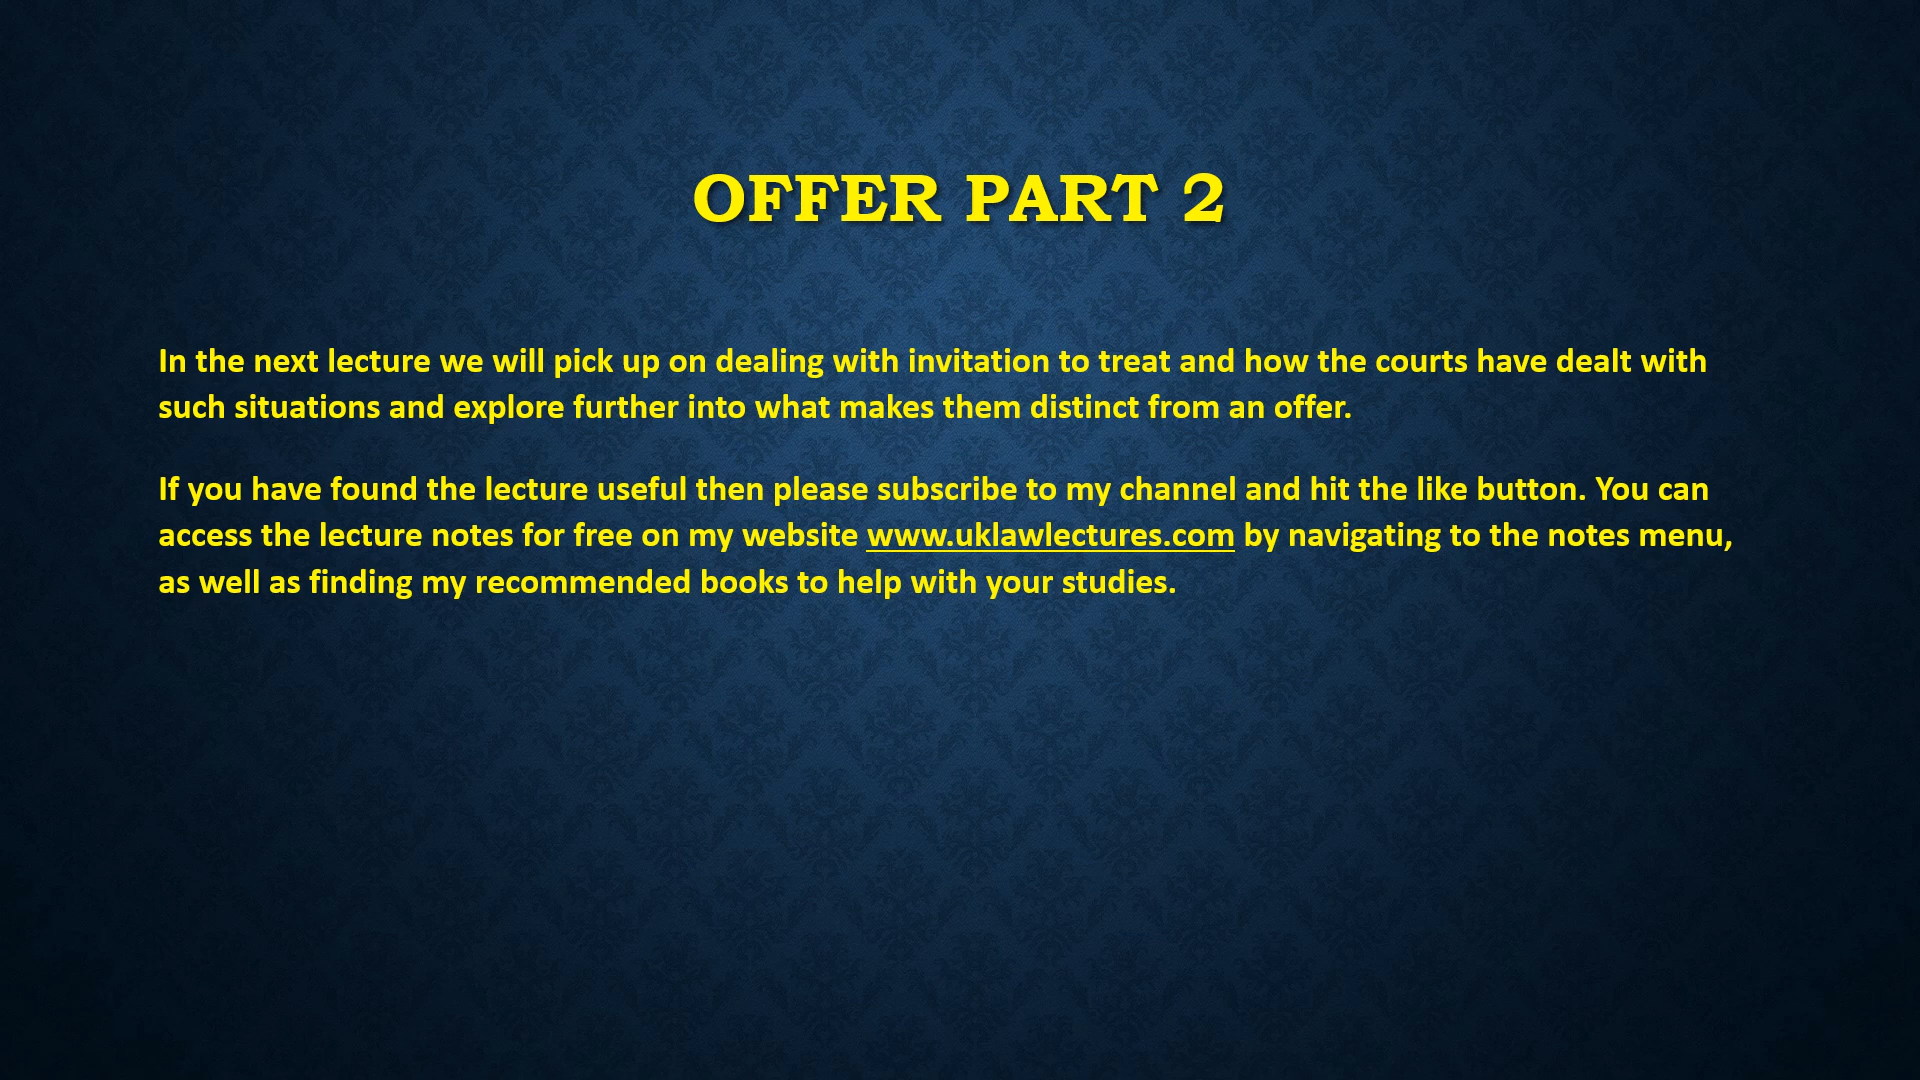 OFFER PART 2
In the next lecture we will pick up on dealing with invitation to treat and how the courts have dealt with
such situations and explore further into what makes them distinct from an offer.
If you have found the lecture useful then please subscribe to my channel and hit the like button. You can
access the lecture notes for free on my website www.uklawlectures.com by navigating to the notes menu,
as well as finding my recommended books to help with your studies.